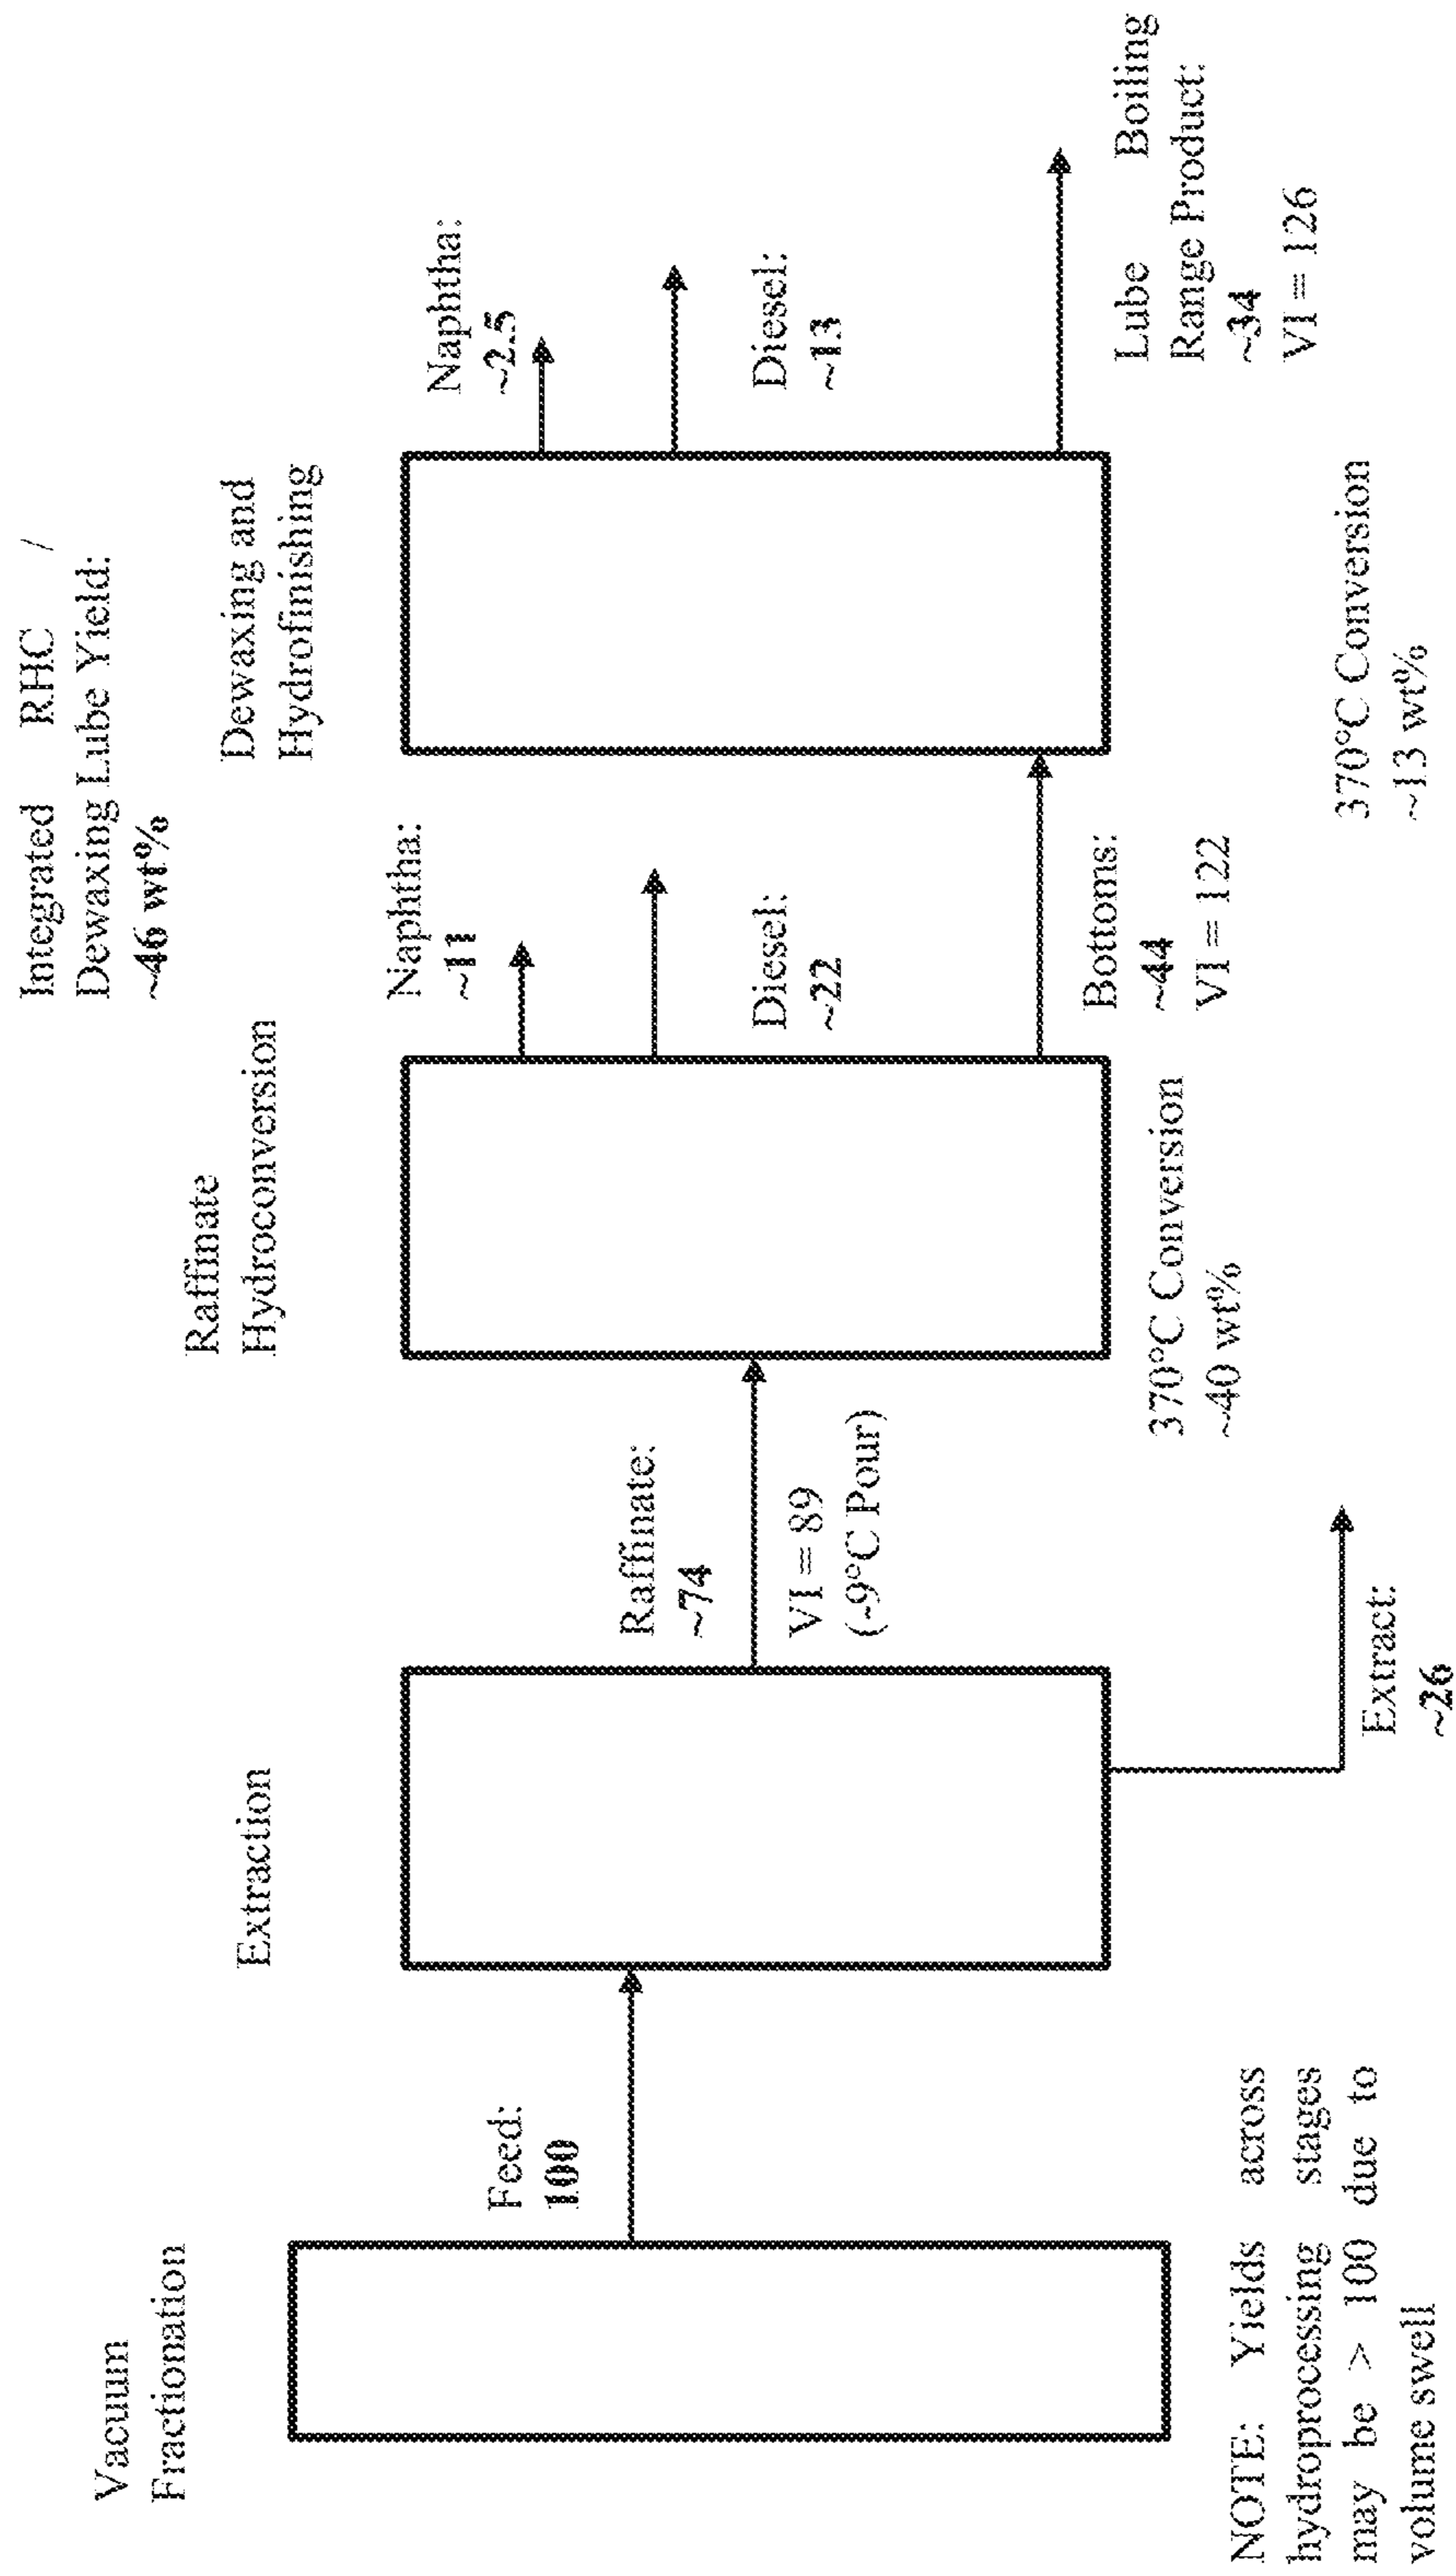 Integrated RHC /
Dewaxing Lube Yield:
~46 wt%
Vacuum
Fractionation
Feed:
100
NOTE: Yields across
hydroprocessing stages
may be > 100 due to
volume swell
Extraction
Raffinate:
~74
VI = 89
(-9°C Pour)
Extract:
~26
Raffinate
Hydroconversion
Naphtha:
~11
Diesel:
~22
Bottoms:
~44
VI = 122
370°C Conversion
~40 wt%
Dewaxing and
Hydrofinishing
Naphtha:
~2.5
Diesel:
~13
Lube Boiling
Range Product:
~34
VI = 126
370°C Conversion
~13 wt%